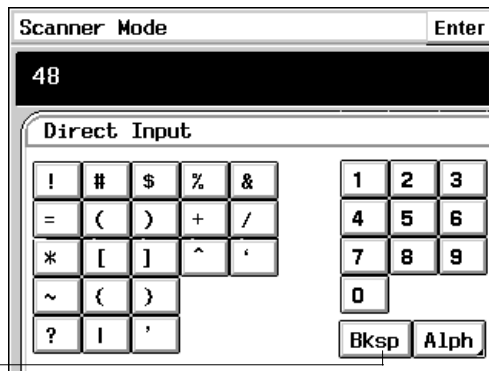 Scanner Mode Enter
48
Direct Input
! # $ % & 1 2 3
= ( ) + / 4 5 6
* [ ] ^ ‘ 7 8 9
~ { } 0
? | ’ Bksp Alph